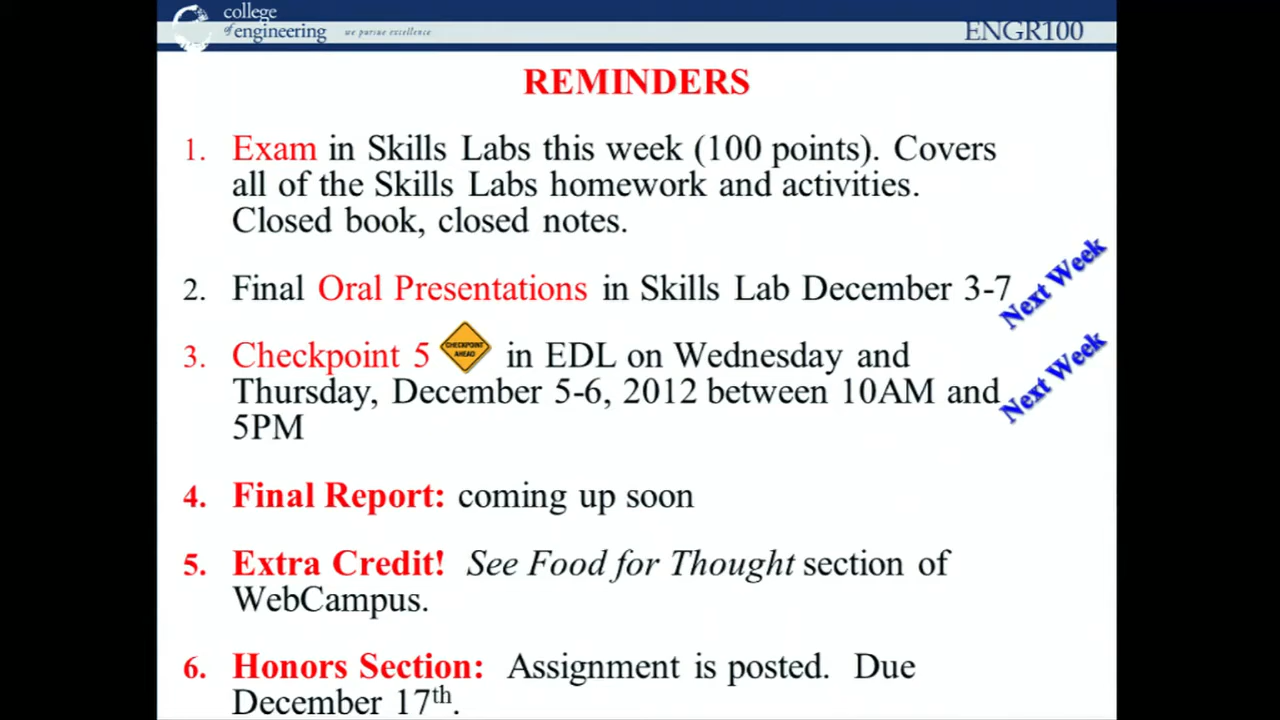 college
of engineering
we pursue excellence
ENGR100
REMINDERS
1. Exam in Skills Labs this week (100 points). Covers
all of the Skills Labs homework and activities.
Closed book, closed notes.
2. Final Oral Presentations in Skills Lab December 3-7
Next Week
3. Checkpoint 5 CHECKPOINT AHEAD in EDL on Wednesday and
Thursday, December 5-6, 2012 between 10AM and
5PM
Next Week
4. Final Report: coming up soon
5. Extra Credit! See Food for Thought section of
WebCampus.
6. Honors Section: Assignment is posted. Due
December 17th.